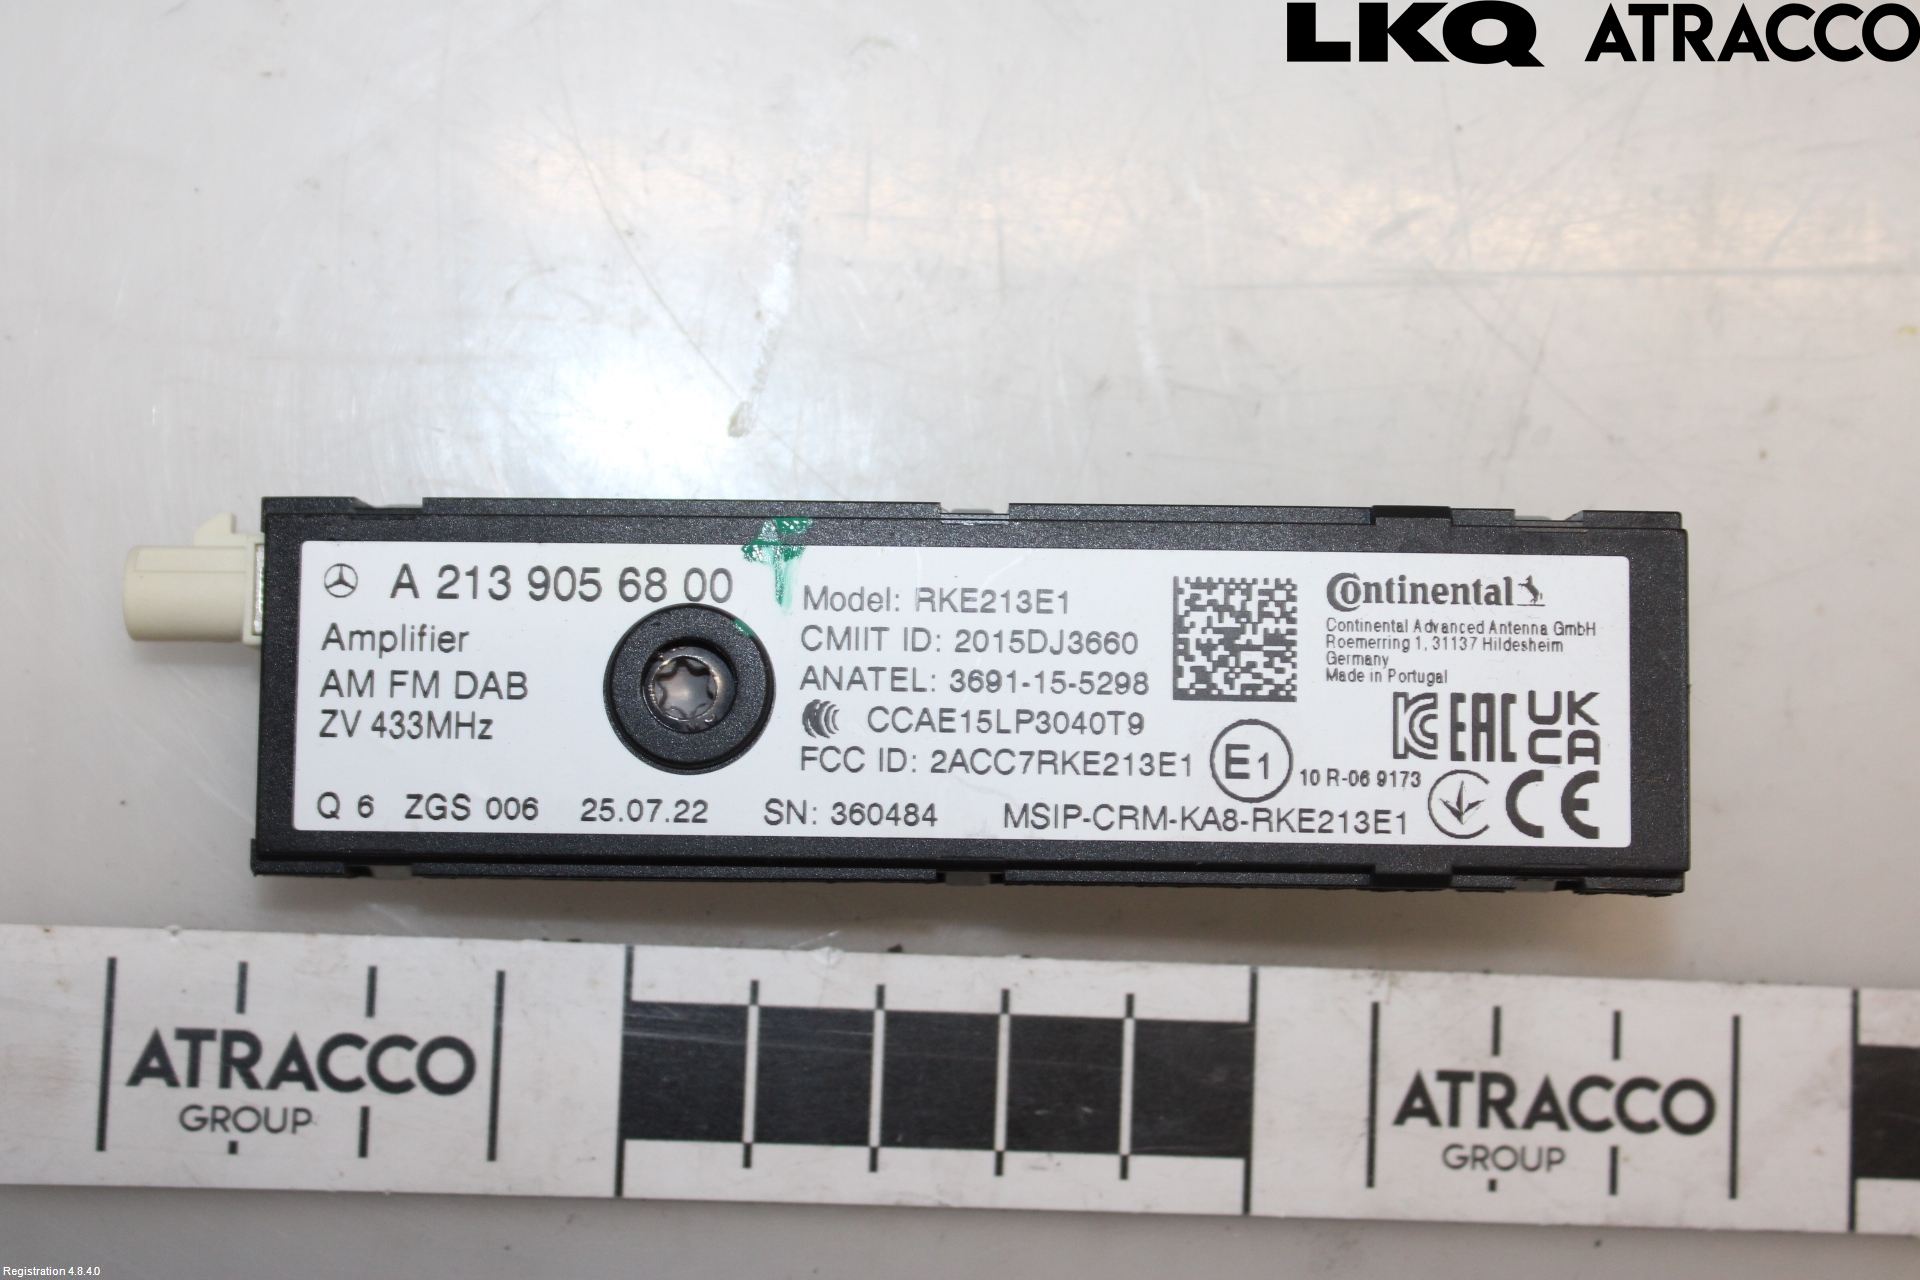 LKQ ATRACCO
A 213 905 68 00
Amplifier
AM FM DAB
ZV 433MHz
Q 6 ZGS 006 25.07.22 SN: 360484 MSIP-CRM-KA8-RKE213E1
Model: RKE213E1
CMIIT ID: 2015DJ3660
ANATEL: 3691-15-5298
CCAE15LP3040T9
FCC ID: 2ACC7RKE213E1
E1
10 R-06 9173
Continental
Continental Advanced Antenna GmbH
Roemerring 1, 31137 Hildesheim
Germany
Made in Portugal
KC EAC UK CA
CE
ATRACCO
GROUP
ATRACCO
GROUP
Registration 4.8.4.0